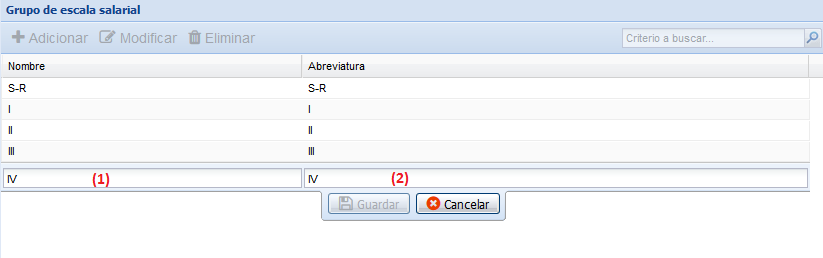 Grupo de escala salarial
Adicionar Modificar Eliminar Criterio a buscar...
Nombre Abreviatura
S-R S-R
I I
II II
III III
IV (1) IV (2)
Guardar Cancelar